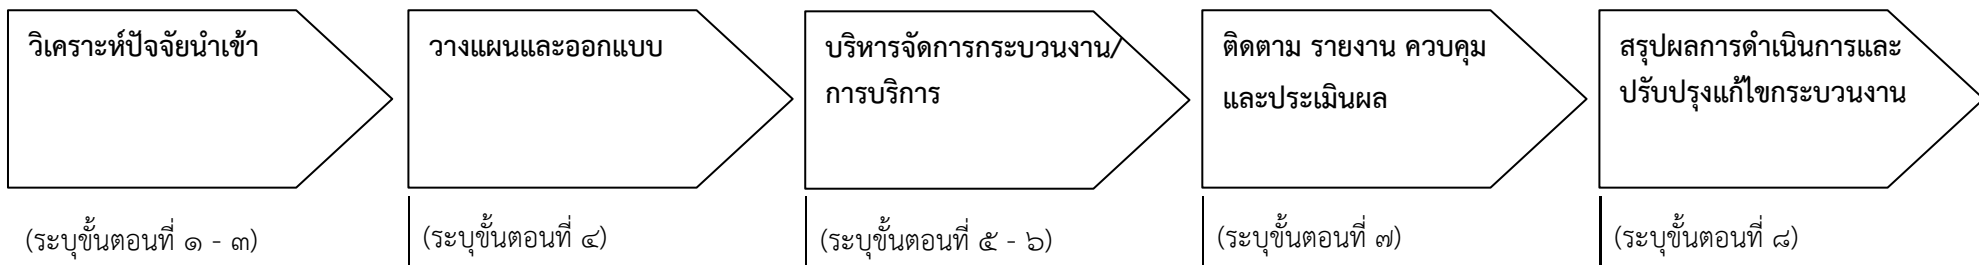 วิเคราะห์ปัจจัยนำเข้า
วางแผนและออกแบบ
บริหารจัดการกระบวนงาน/
การบริการ
ติดตาม รายงาน ควบคุม
และประเมินผล
สรุปผลการดำเนินการและ
ปรับปรุงแก้ไขกระบวนงาน
(ระบุขั้นตอนที่ ๑ - ๓)
(ระบุขั้นตอนที่ ๔)
(ระบุขั้นตอนที่ ๕ - ๖)
(ระบุขั้นตอนที่ ๗)
(ระบุขั้นตอนที่ ๘)